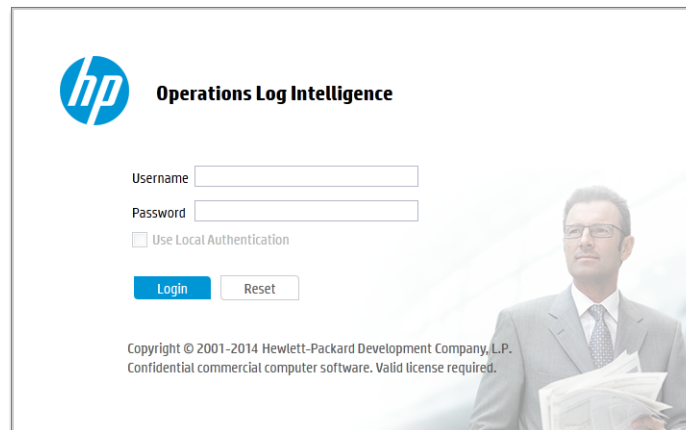 hp
Operations Log Intelligence
Username
Password
Use Local Authentication
Login Reset
Copyright © 2001-2014 Hewlett-Packard Development Company, L.P.
Confidential commercial computer software. Valid license required.